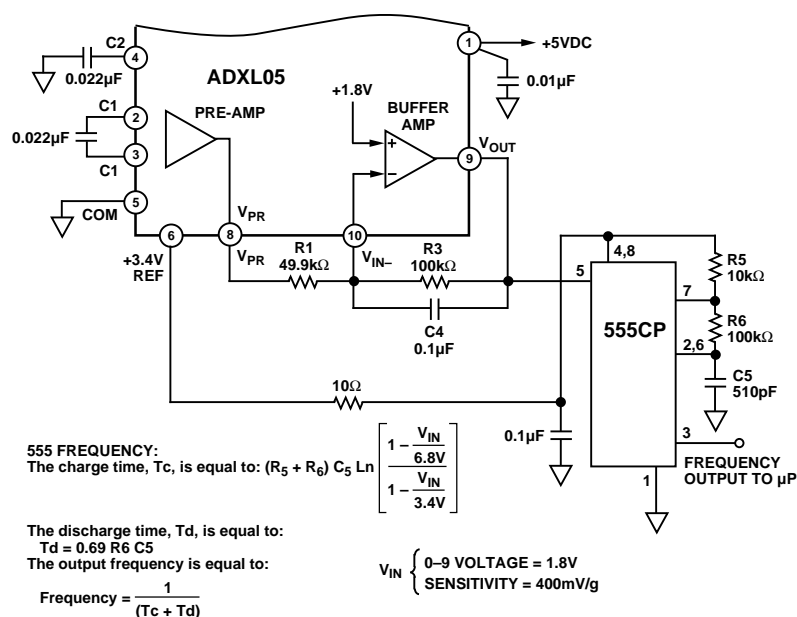 C2
4
0.022µF
C1
2
0.022µF
3
C1
5
COM
6
+3.4V
REF
ADXL05
PRE-AMP
V PR
8
V PR
+1.8V
BUFFER
AMP
+
–
10
V IN–
1
+5VDC
0.01µF
V OUT
9
R1
49.9kΩ
R3
100kΩ
C4
0.1µF
10Ω
0.1µF
5
4,8
7
2,6
3
1
555CP
R5
10kΩ
R6
100kΩ
C5
510pF
FREQUENCY
OUTPUT TO µP
555 FREQUENCY:
The charge time, Tc, is equal to: (R5 + R6) C5 Ln [ (1 – VIN/6.8V) / (1 – VIN/3.4V) ]
The discharge time, Td, is equal to:
Td = 0.69 R6 C5
The output frequency is equal to:
Frequency = 1 / (Tc + Td)
VIN { 0–9 VOLTAGE = 1.8V
SENSITIVITY = 400mV/g